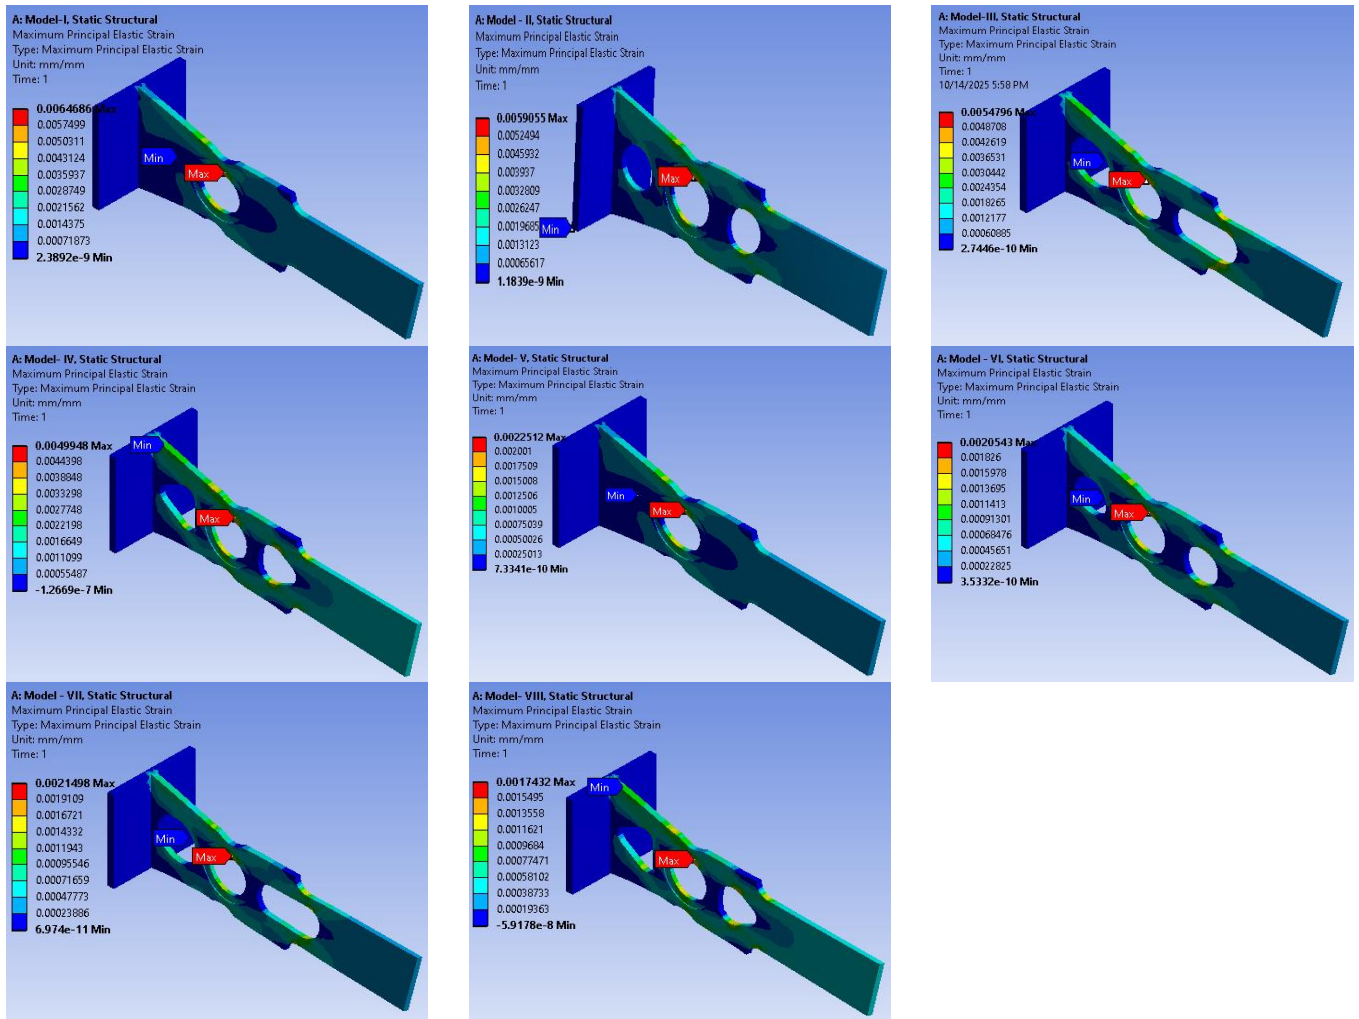 A: Model-I, Static Structural
Maximum Principal Elastic Strain
Type: Maximum Principal Elastic Strain
Unit: mm/mm
Time: 1
0.0064686 Max
0.0057499
0.0050311
0.0043124
0.0035937
0.0028749
0.0021562
0.0014375
0.00071873
2.3892e-9 Min
Min
Max
A: Model - II, Static Structural
Maximum Principal Elastic Strain
Type: Maximum Principal Elastic Strain
Unit: mm/mm
Time: 1
0.0059055 Max
0.0052494
0.0045932
0.003937
0.0032809
0.0026247
0.0019685
0.0013123
0.00065617
1.1839e-9 Min
Max
Min
A: Model-III, Static Structural
Maximum Principal Elastic Strain
Type: Maximum Principal Elastic Strain
Unit: mm/mm
Time: 1
10/14/2025 5:58 PM
0.0054796 Max
0.0048708
0.0042619
0.0036531
0.0030442
0.0024354
0.0018265
0.0012177
0.00060885
2.7446e-10 Min
Min
Max
A: Model- IV, Static Structural
Maximum Principal Elastic Strain
Type: Maximum Principal Elastic Strain
Unit: mm/mm
Time: 1
0.0049948 Max
0.0044398
0.0038848
0.0033298
0.0027748
0.0022198
0.0016649
0.0011099
0.00055487
-1.2669e-7 Min
Min
Max
A: Model- V, Static Structural
Maximum Principal Elastic Strain
Type: Maximum Principal Elastic Strain
Unit: mm/mm
Time: 1
0.0022512 Max
0.002001
0.0017509
0.0015008
0.0012506
0.0010005
0.00075039
0.00050026
0.00025013
7.3341e-10 Min
Min
Max
A: Model - VI, Static Structural
Maximum Principal Elastic Strain
Type: Maximum Principal Elastic Strain
Unit: mm/mm
Time: 1
0.0020543 Max
0.001826
0.0015978
0.0013695
0.0011413
0.00091301
0.00068476
0.00045651
0.00022825
3.5332e-10 Min
Min
Max
A: Model - VII, Static Structural
Maximum Principal Elastic Strain
Type: Maximum Principal Elastic Strain
Unit: mm/mm
Time: 1
0.0021498 Max
0.0019109
0.0016721
0.0014332
0.0011943
0.00095546
0.00071659
0.00047773
0.00023886
6.974e-11 Min
Min
Max
A: Model- VIII, Static Structural
Maximum Principal Elastic Strain
Type: Maximum Principal Elastic Strain
Unit: mm/mm
Time: 1
0.0017432 Max
0.0015495
0.0013558
0.0011621
0.0009684
0.00077471
0.00058102
0.00038733
0.00019363
-5.9178e-8 Min
Min
Max